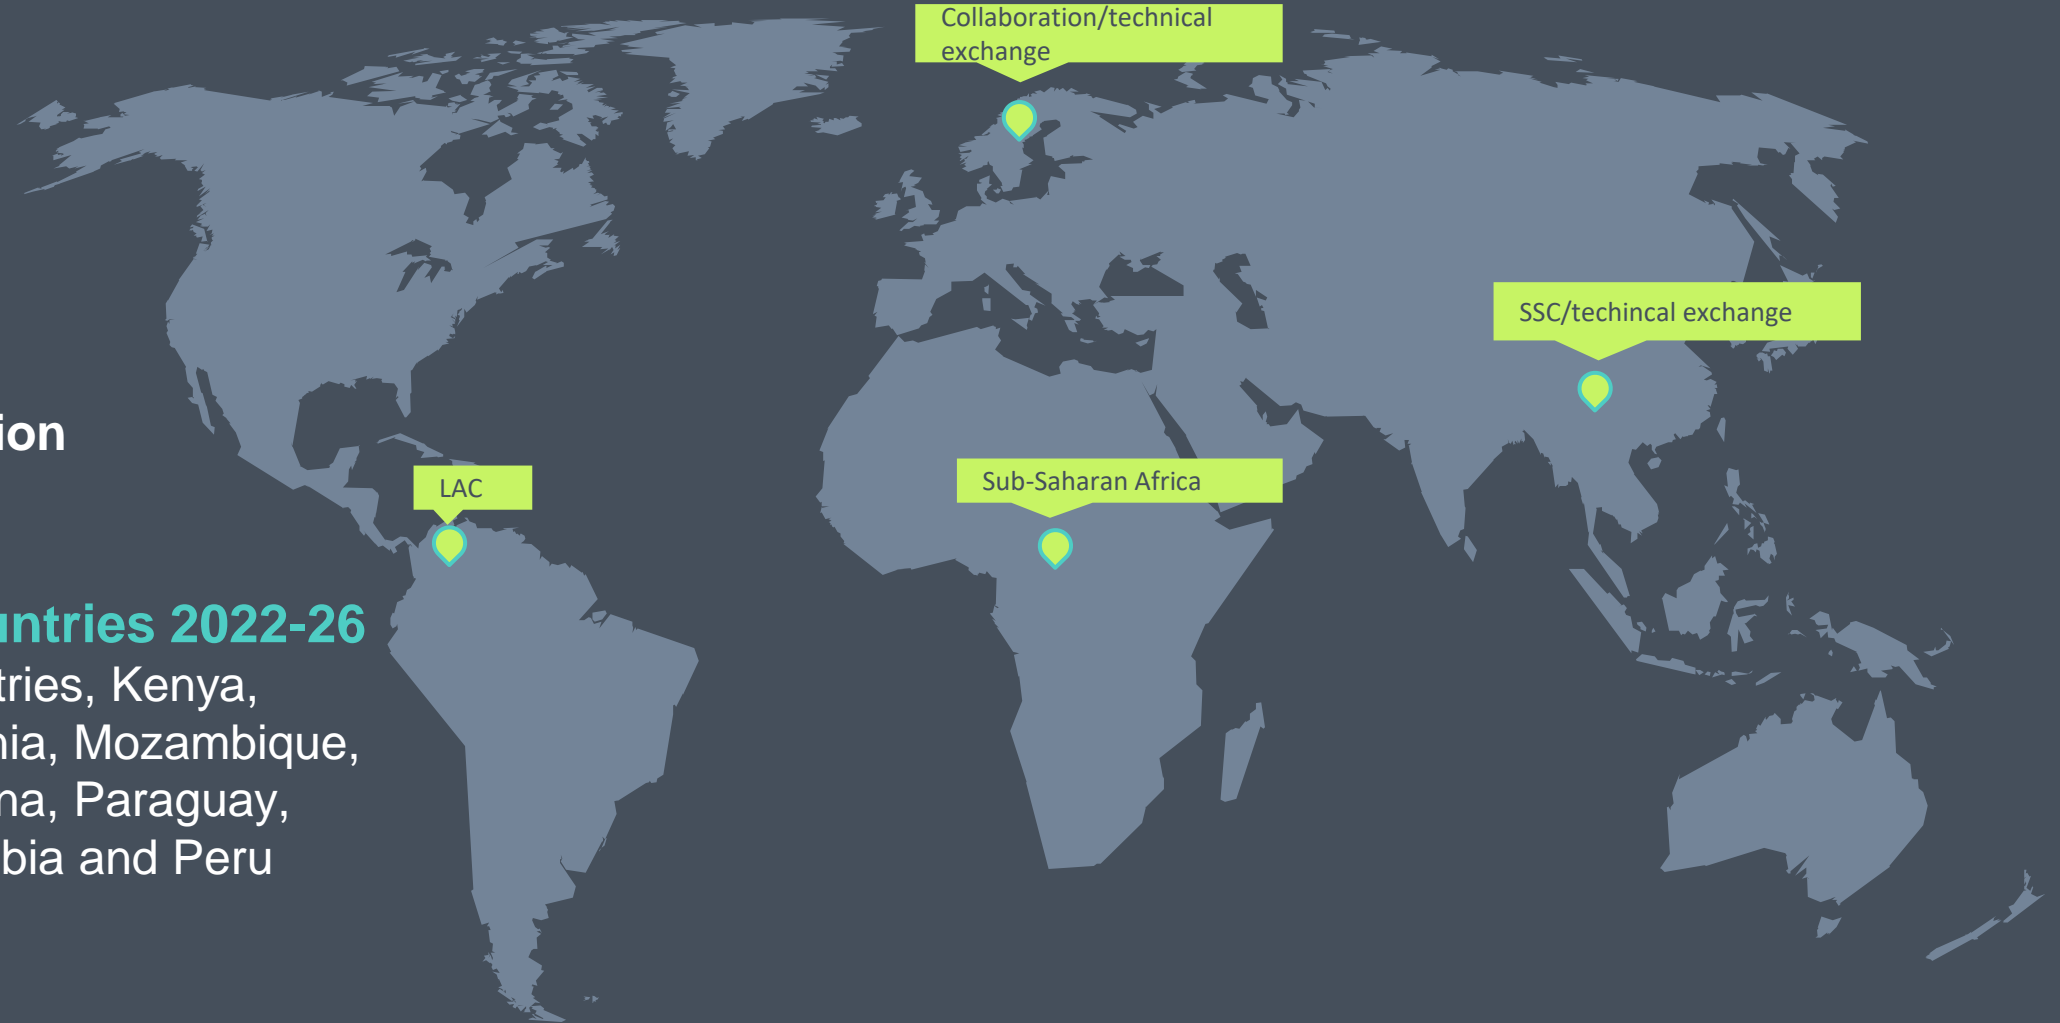 Collaboration/technical
exchange
SSC/techincal exchange
ion
LAC
Sub-Saharan Africa
untries 2022-26
tries, Kenya,
nia, Mozambique,
na, Paraguay,
bia and Peru